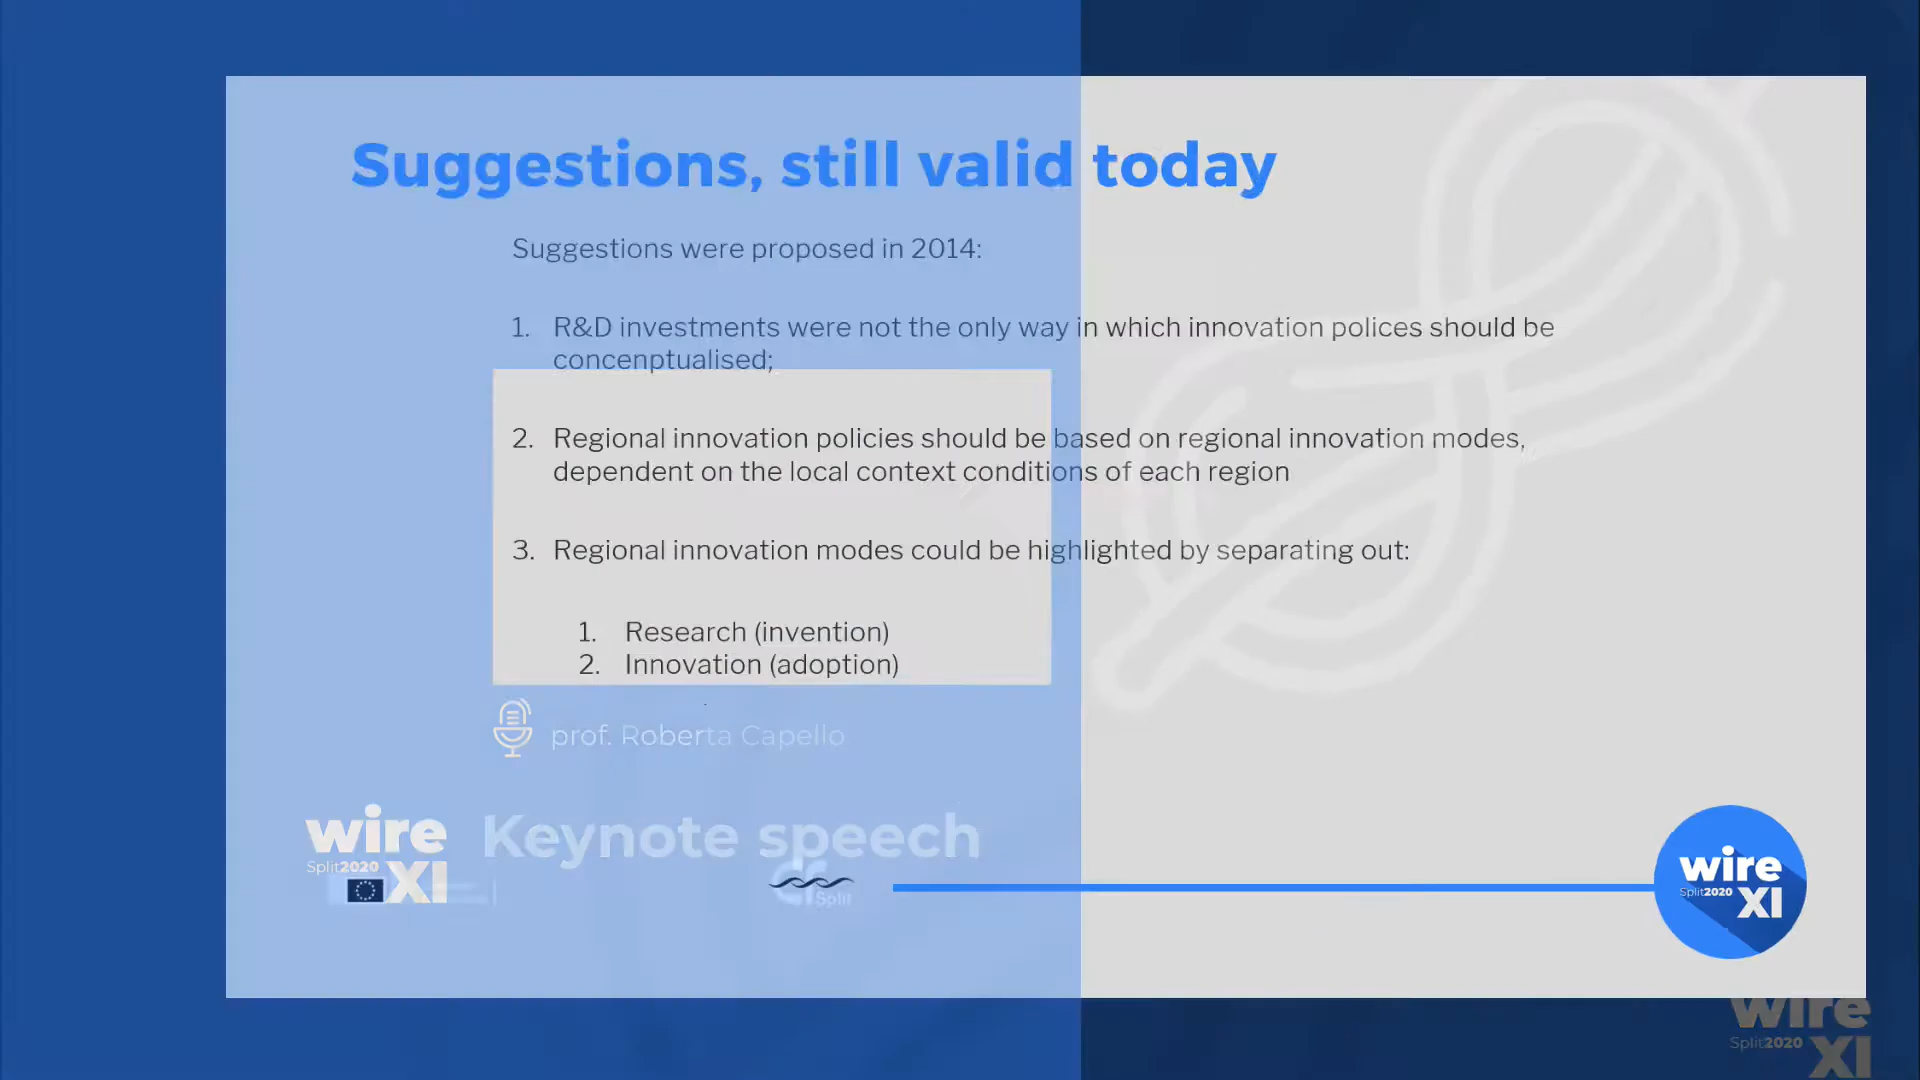 Suggestions, still valid today
Suggestions were proposed in 2014:
1. R&D investments were not the only way in which innovation polices should be
concenptualised;
2. Regional innovation policies should be based on regional innovation modes,
dependent on the local context conditions of each region
3. Regional innovation modes could be highlighted by separating out:
1. Research (invention)
2. Innovation (adoption)
prof. Roberta Capello
wire
Split2020
XI
Keynote speech
Split
wire
Split2020
XI
wire
Split2020
XI